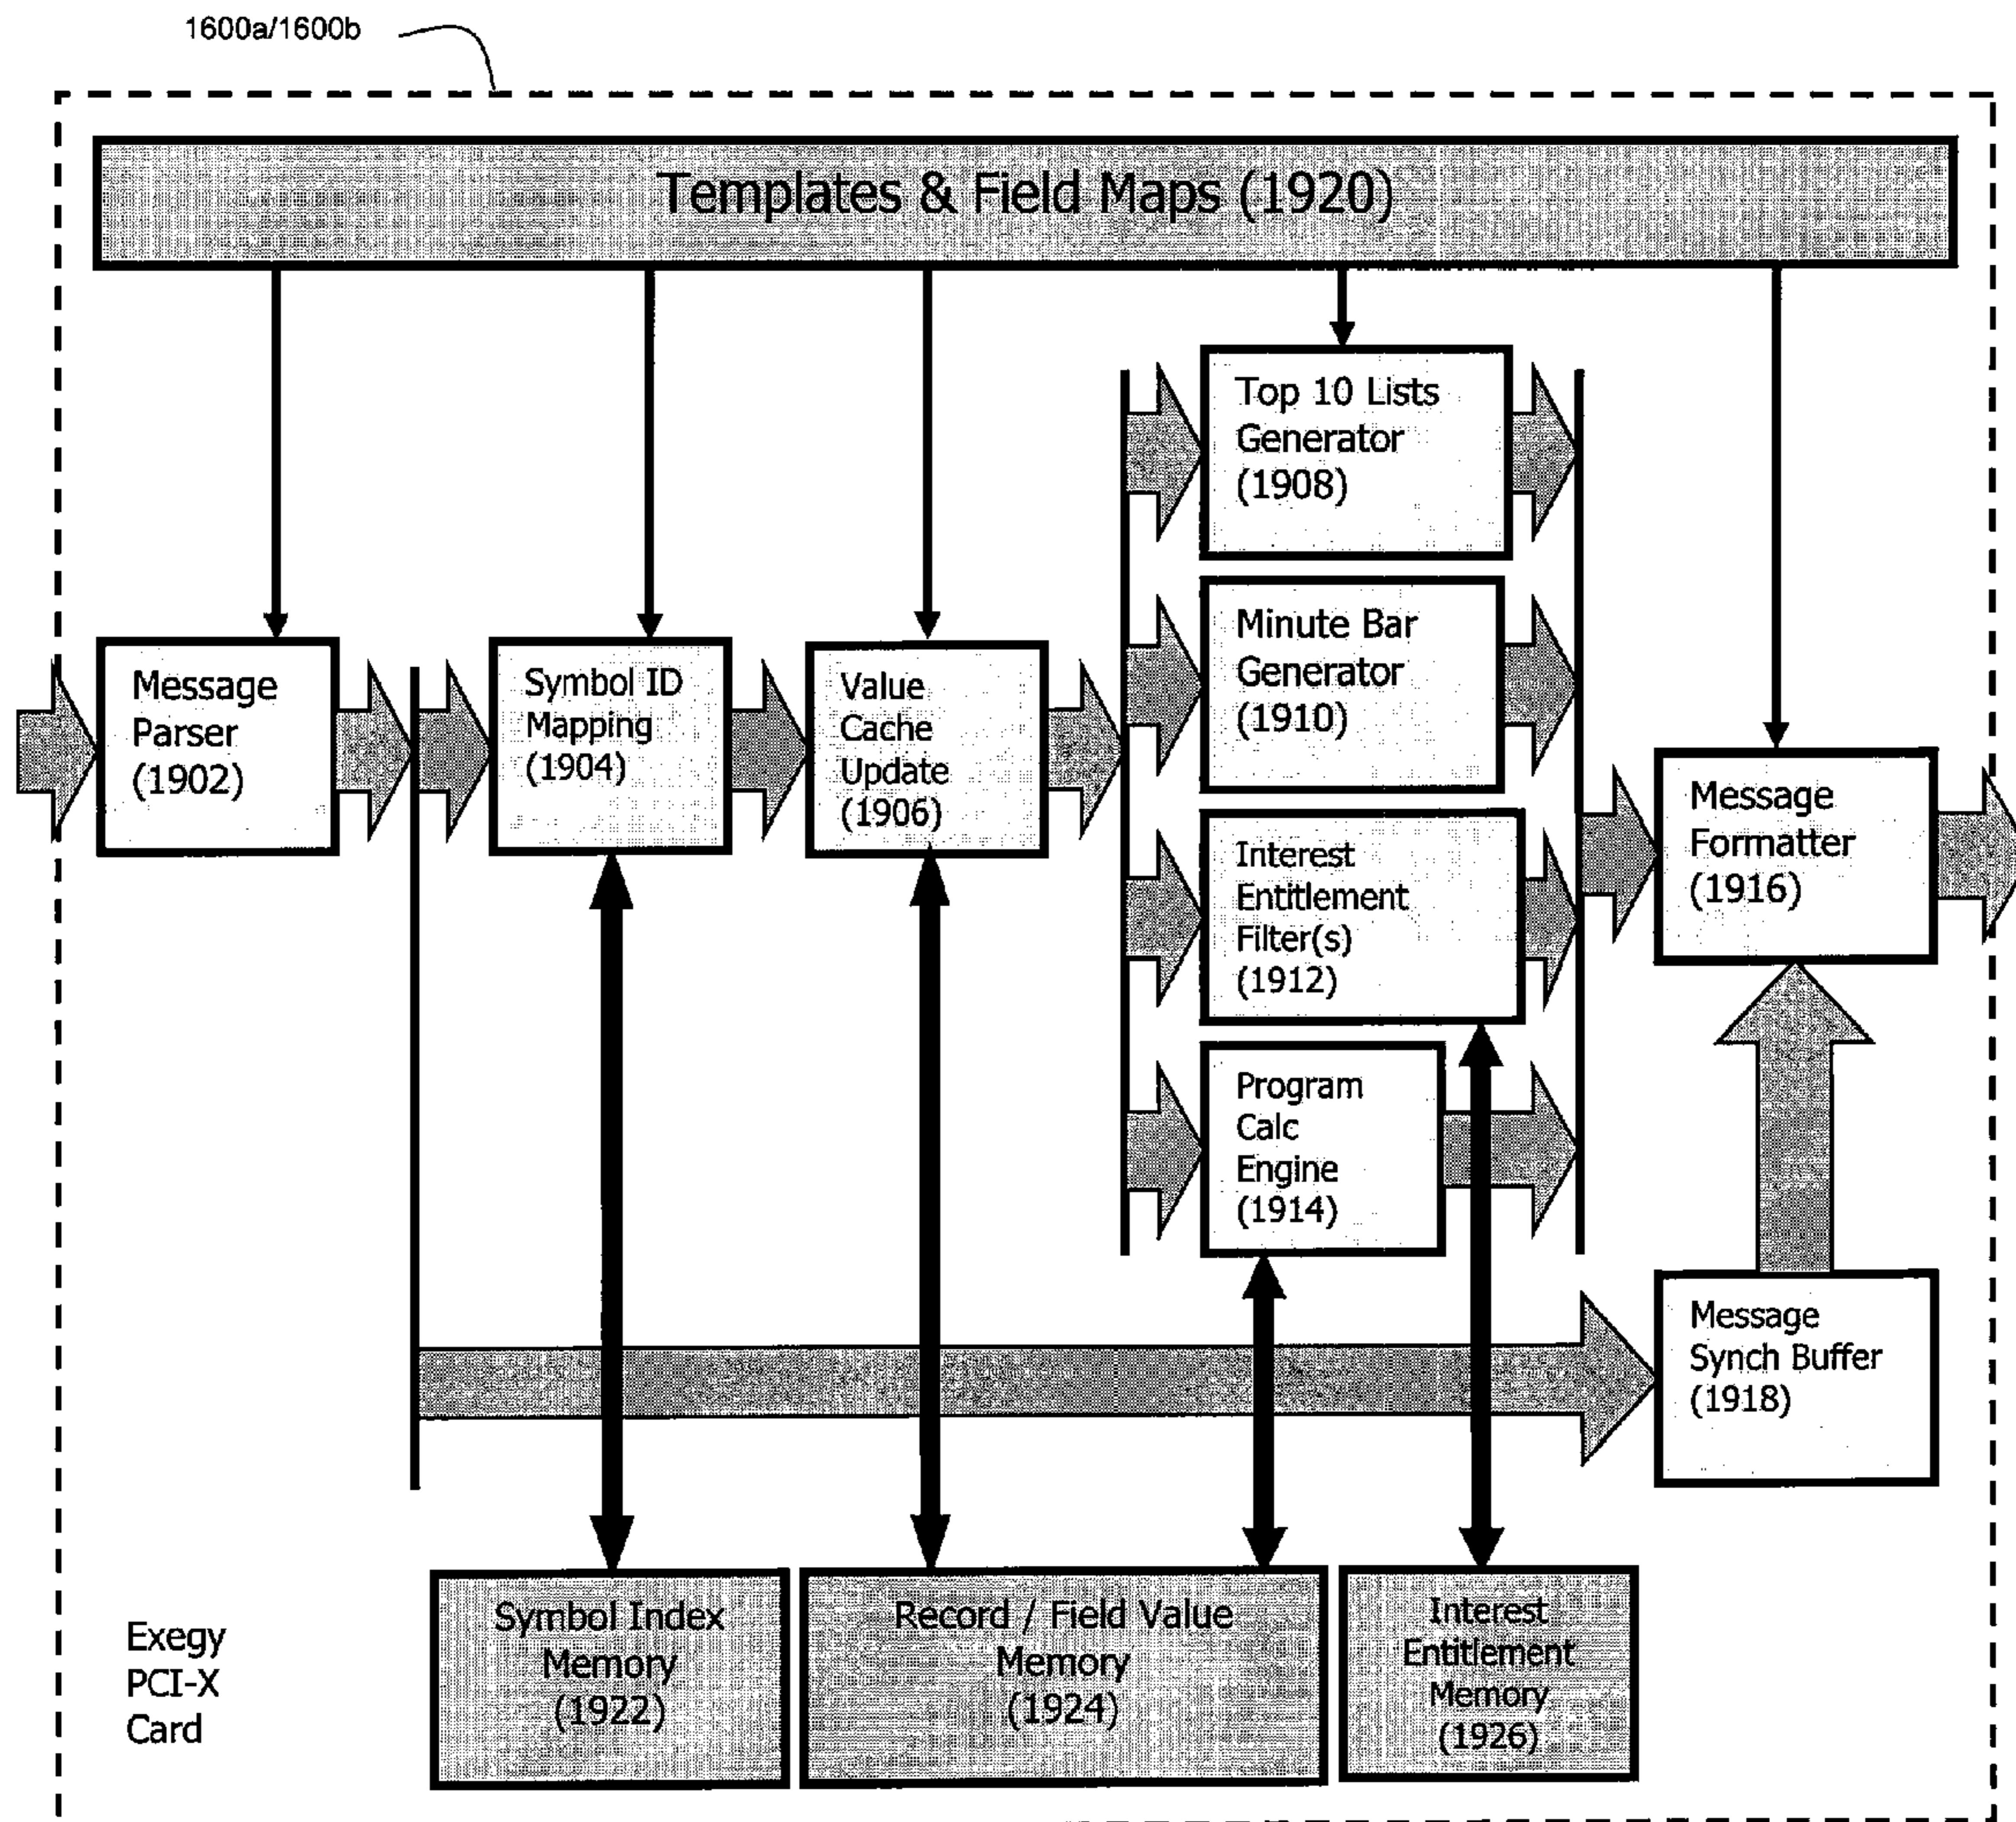 1600a/1600b
Templates & Field Maps (1920)
Message
Parser
(1902)
Symbol ID
Mapping
(1904)
Value
Cache
Update
(1906)
Top 10 Lists
Generator
(1908)
Minute Bar
Generator
(1910)
Interest
Entitlement
Filter(s)
(1912)
Program
Calc
Engine
(1914)
Message
Formatter
(1916)
Message
Synch Buffer
(1918)
Exegy
PCI-X
Card
Symbol Index
Memory
(1922)
Record / Field Value
Memory
(1924)
Interest
Entitlement
Memory
(1926)